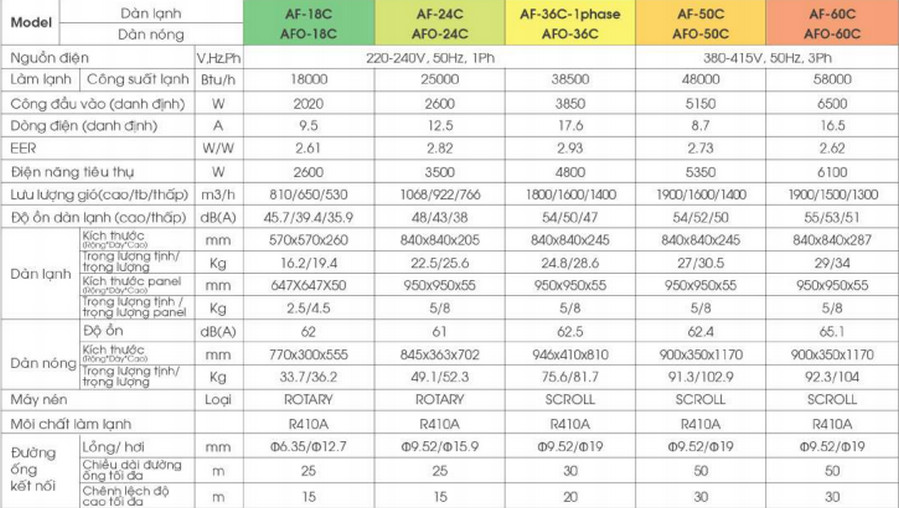 Model Dàn lạnh AF-18C AF-24C AF-36C-1phase AF-50C AF-60C
Dàn nóng AFO-18C AFO-24C AFO-36C AFO-50C AFO-60C
Nguồn điện V,Hz,Ph 220-240V, 50Hz, 1Ph 380-415V, 50Hz, 3Ph
Làm lạnh Công suất lạnh Btu/h 18000 25000 38500 48000 58000
Công đầu vào (danh định) W 2020 2600 3850 5150 6500
Dòng điện (danh định) A 9.5 12.5 17.6 8.7 16.5
EER W/W 2.61 2.82 2.93 2.73 2.62
Điện năng tiêu thụ W 2600 3500 4800 5350 6100
Lưu lượng gió(cao/tb/thấp) m3/h 810/650/530 1068/922/766 1800/1600/1400 1900/1600/1400 1900/1500/1300
Độ ồn dàn lạnh (cao/thấp) dB(A) 45.7/39.4/35.9 48/43/38 54/50/47 54/52/50 55/53/51
Dàn lạnh
Kích thước
(Rộng*Dày*Cao) mm 570x570x260 840x840x205 840x840x245 840x840x245 840x840x287
Trọng lượng tịnh/
trọng lượng Kg 16.2/19.4 22.5/25.6 24.8/28.6 27/30.5 29/34
Kích thước panel
(Rộng*Dày*Cao) mm 647X647X50 950x950x55 950x950x55 950x950x55 950x950x55
Trọng lượng tịnh /
trọng lượng panel Kg 2.5/4.5 5/8 5/8 5/8 5/8
Dàn nóng
Độ ồn dB(A) 62 61 62.5 62.4 65.1
Kích thước
(Rộng*Dày*Cao) mm 770x300x555 845x363x702 946x410x810 900x350x1170 900x350x1170
Trọng lượng tịnh/
trọng lượng Kg 33.7/36.2 49.1/52.3 75.6/81.7 91.3/102.9 92.3/104
Máy nén Loại ROTARY ROTARY SCROLL SCROLL SCROLL
Môi chất làm lạnh R410A R410A R410A R410A R410A
Đường
ống
kết nối
Lỏng/ hơi mm Φ6.35/Φ12.7 Φ9.52/Φ15.9 Φ9.52/Φ19 Φ9.52/Φ19 Φ9.52/Φ19
Chiều dài đường
ống tối đa m 25 25 30 50 50
Chênh lệch độ
cao tối đa m 15 15 20 30 30